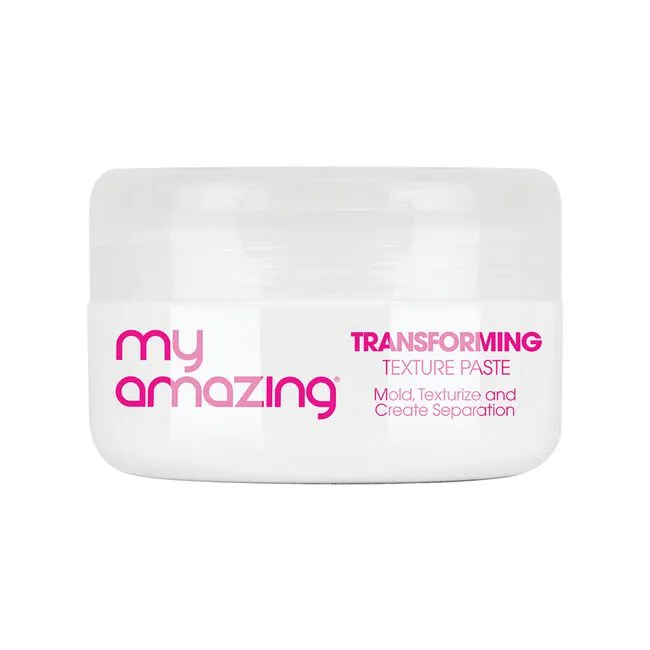 my
amazing®
TRANSFORMING
TEXTURE PASTE
Mold, Texturize and
Create Separation